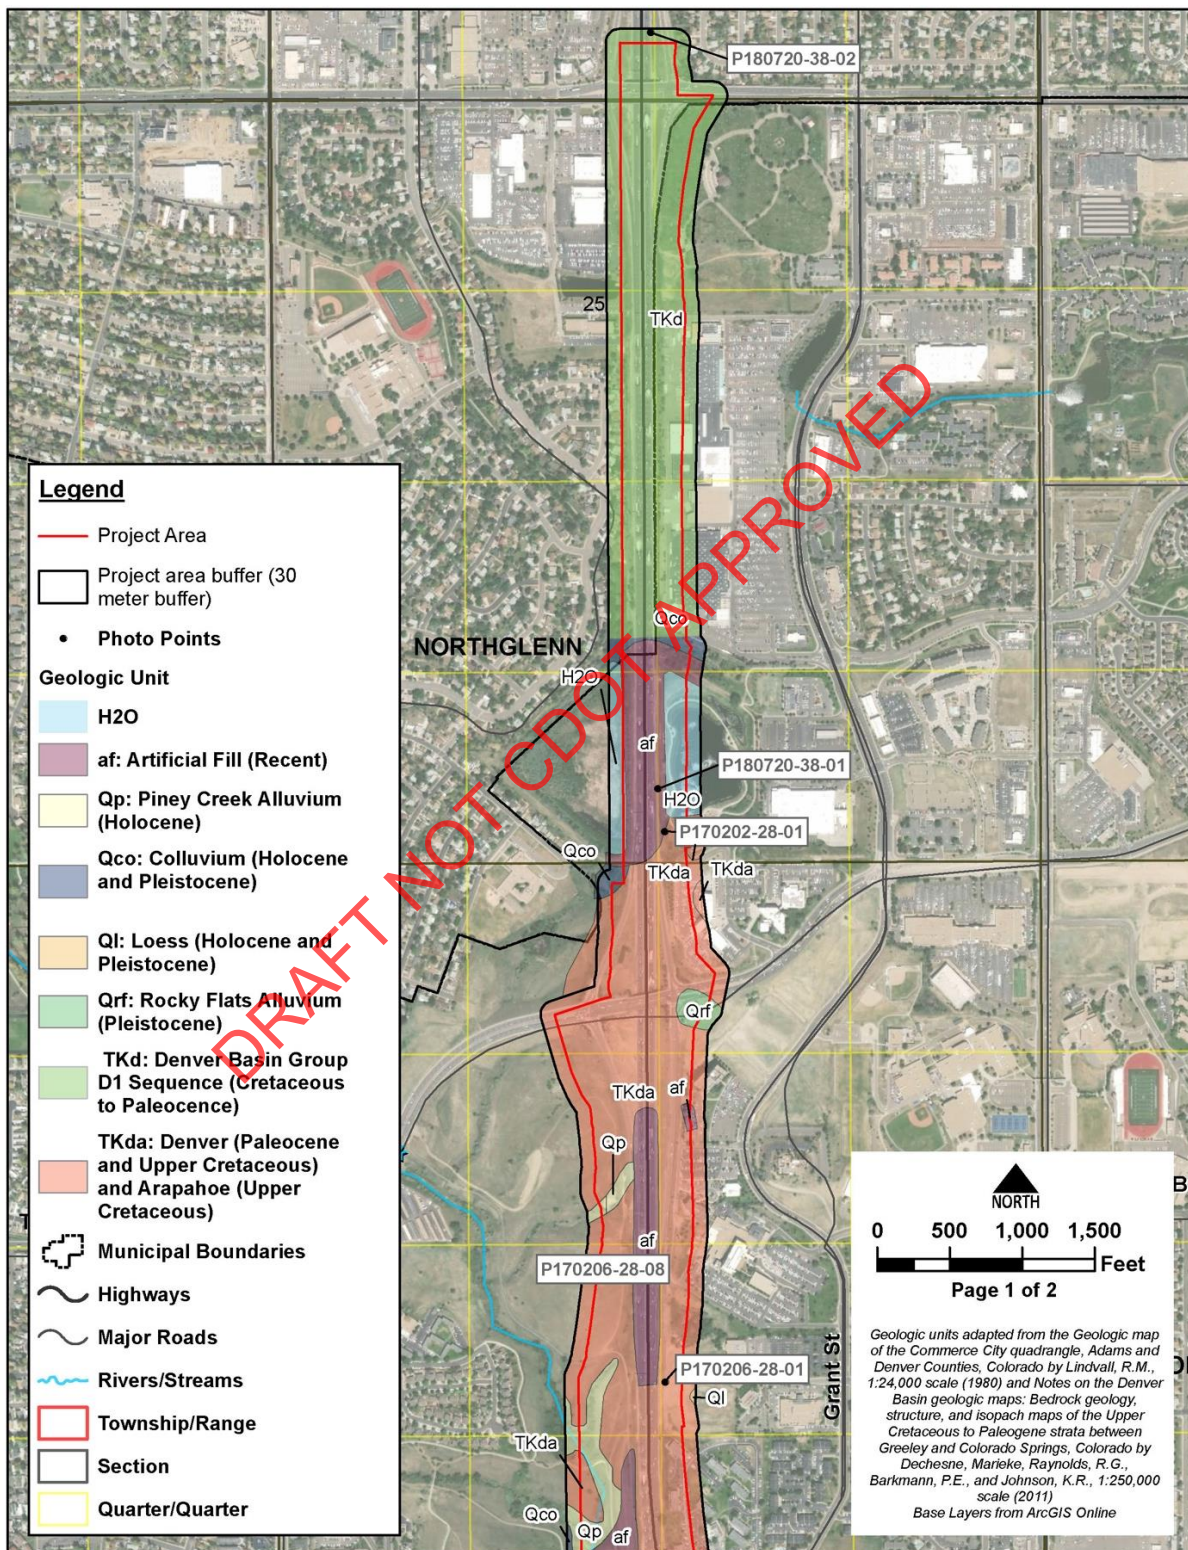 P180720-38-02
25
TKd
Qco
NORTHGLENN
H2O
af
P180720-38-01
H2O
P170202-28-01
Qco
TKda
TKda
Qrf
TKda
af
Qp
af
P170206-28-08
P170206-28-01
Ql
Grant St
TKda
Qco
Qp
af
DRAFT NOT CDOT APPROVED
Legend
Project Area
Project area buffer (30
meter buffer)
Photo Points
Geologic Unit
H2O
af: Artificial Fill (Recent)
Qp: Piney Creek Alluvium
(Holocene)
Qco: Colluvium (Holocene
and Pleistocene)
Ql: Loess (Holocene and
Pleistocene)
Qrf: Rocky Flats Alluvium
(Pleistocene)
TKd: Denver Basin Group
D1 Sequence (Cretaceous
to Paleocence)
TKda: Denver (Paleocene
and Upper Cretaceous)
and Arapahoe (Upper
Cretaceous)
Municipal Boundaries
Highways
Major Roads
Rivers/Streams
Township/Range
Section
Quarter/Quarter
NORTH
0 500 1,000 1,500
Feet
Page 1 of 2
Geologic units adapted from the Geologic map
of the Commerce City quadrangle, Adams and
Denver Counties, Colorado by Lindvall, R.M.,
1:24,000 scale (1980) and Notes on the Denver
Basin geologic maps: Bedrock geology,
structure, and isopach maps of the Upper
Cretaceous to Paleogene strata between
Greeley and Colorado Springs, Colorado by
Dechesne, Marieke, Raynolds, R.G.,
Barkmann, P.E., and Johnson, K.R., 1:250,000
scale (2011)
Base Layers from ArcGIS Online